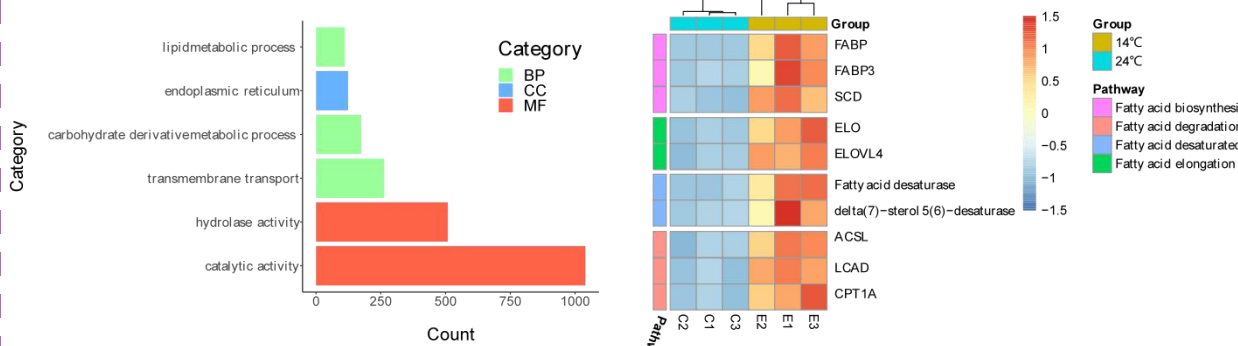 Category
lipidmetabolic process
endoplasmic reticulum
carbohydrate derivativemetabolic process
transmembrane transport
hydrolase activity
catalytic activity
0 250 500 750 1000
Count
Category
BP
CC
MF
Group
FABP
FABP3
SCD
ELO
ELOVL4
Fatty acid desaturase
delta(7)−sterol 5(6)−desaturase
ACSL
LCAD
CPT1A
C2 C1 C3 E2 E1 E3
1.5
1
0.5
0
−0.5
−1
−1.5
Group
14℃
24℃
Pathway
Fatty acid biosynthesi
Fatty acid degradation
Fatty acid desaturated
Fatty acid elongation